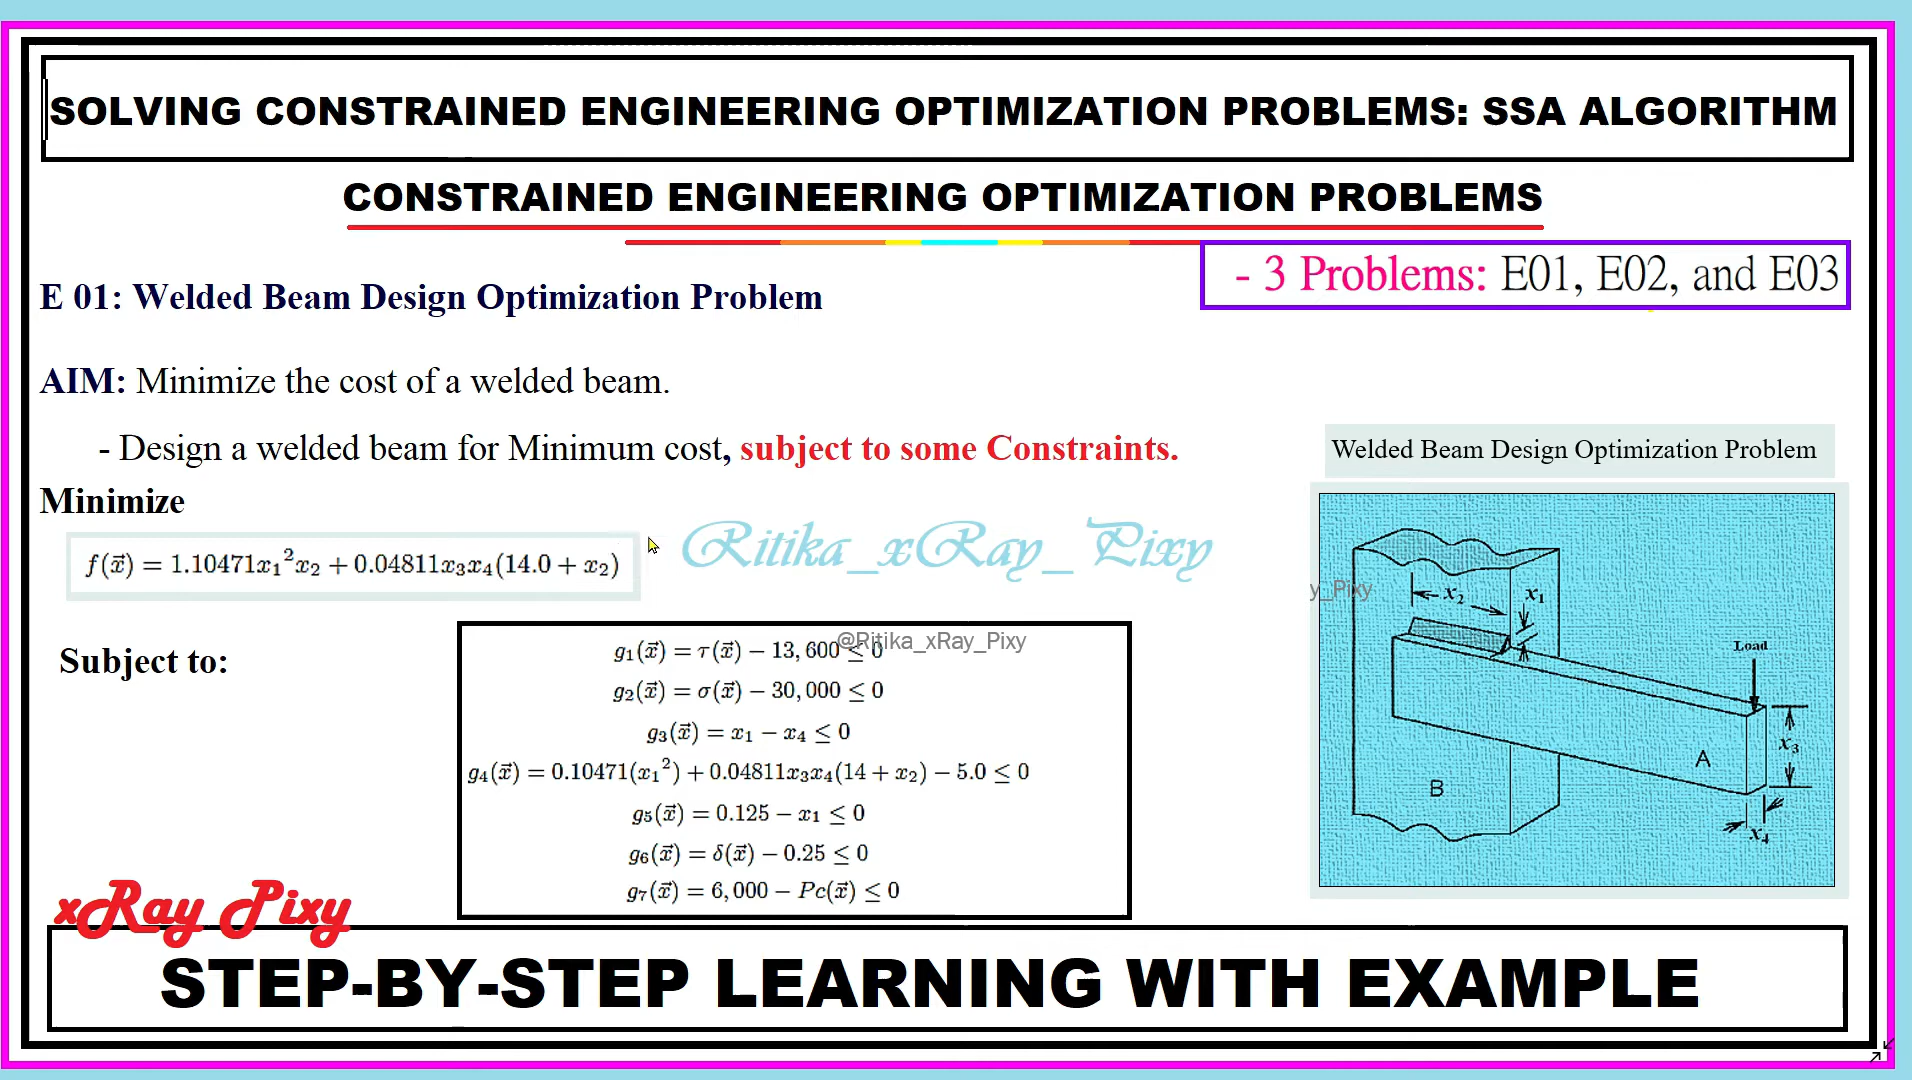 SOLVING CONSTRAINED ENGINEERING OPTIMIZATION PROBLEMS: SSA ALGORITHM
CONSTRAINED ENGINEERING OPTIMIZATION PROBLEMS
- 3 Problems: E01, E02, and E03
E 01: Welded Beam Design Optimization Problem
AIM: Minimize the cost of a welded beam.
- Design a welded beam for Minimum cost, subject to some Constraints.
Minimize
f(x⃗) = 1.10471x₁²x₂ + 0.04811x₃x₄(14.0 + x₂)
Ritika_xRay_Pixy
Subject to:
@Ritika_xRay_Pixy
g₁(x⃗) = τ(x⃗) − 13,600 ≤ 0
g₂(x⃗) = σ(x⃗) − 30,000 ≤ 0
g₃(x⃗) = x₁ − x₄ ≤ 0
g₄(x⃗) = 0.10471(x₁²) + 0.04811x₃x₄(14 + x₂) − 5.0 ≤ 0
g₅(x⃗) = 0.125 − x₁ ≤ 0
g₆(x⃗) = δ(x⃗) − 0.25 ≤ 0
g₇(x⃗) = 6,000 − Pc(x⃗) ≤ 0
Welded Beam Design Optimization Problem
y_Pixy
x₂
x₁
Load
x₃
A
B
x₄
xRay Pixy
STEP-BY-STEP LEARNING WITH EXAMPLE